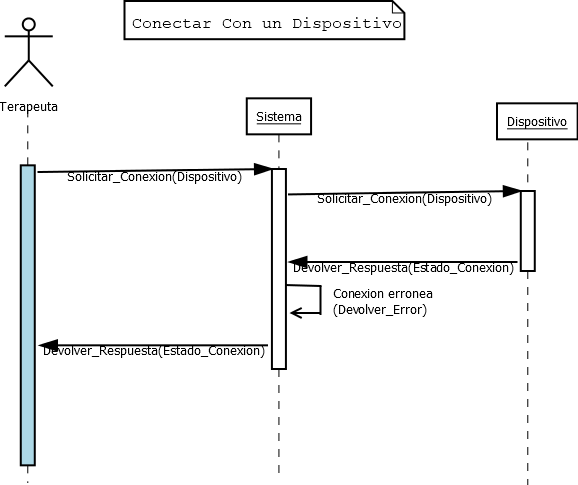 Conectar Con un Dispositivo
Terapeuta
Sistema
Dispositivo
Solicitar_Conexion(Dispositivo)
Solicitar_Conexion(Dispositivo)
Devolver_Respuesta(Estado_Conexion)
Conexion erronea
(Devolver_Error)
Devolver_Respuesta(Estado_Conexion)